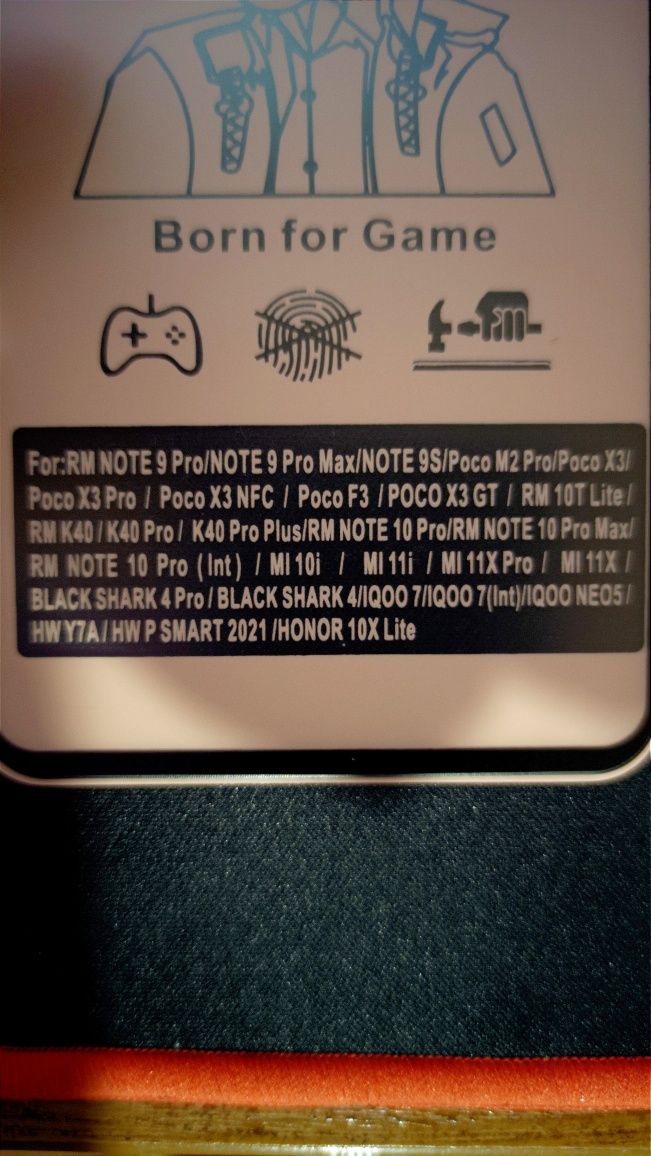 Born for Game
For:RM NOTE 9 Pro/NOTE 9 Pro Max/NOTE 9S/Poco M2 Pro/Poco X3/
Poco X3 Pro / Poco X3 NFC / Poco F3 / POCO X3 GT / RM 10T Lite /
RM K40 / K40 Pro / K40 Pro Plus/RM NOTE 10 Pro/RM NOTE 10 Pro Max/
RM NOTE 10 Pro (Int) / MI 10i / MI 11i / MI 11X Pro / MI 11X /
BLACK SHARK 4 Pro / BLACK SHARK 4/IQOO 7/IQOO 7(Int)/IQOO NEO5 /
HW Y7A / HW P SMART 2021 /HONOR 10X Lite